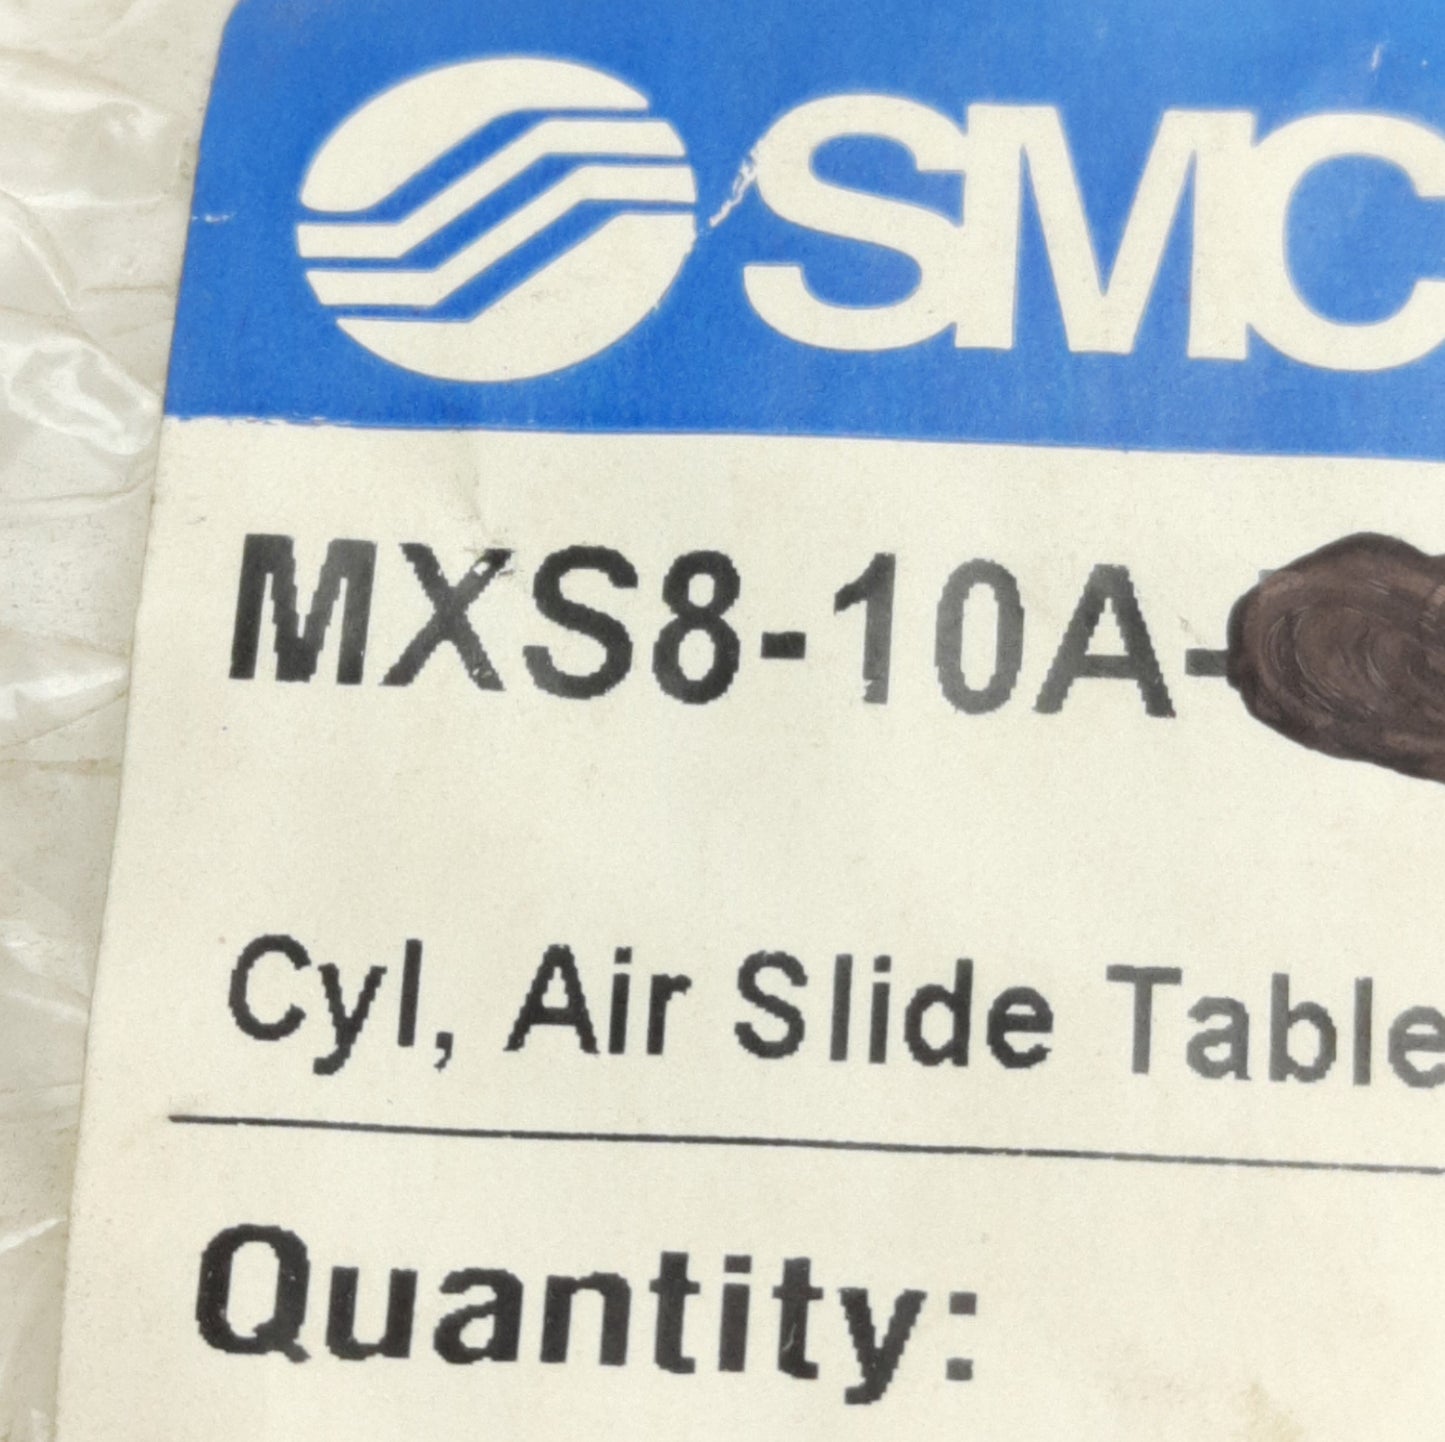 SMC
MXS8-10A-
Cyl, Air Slide Table
Quantity: